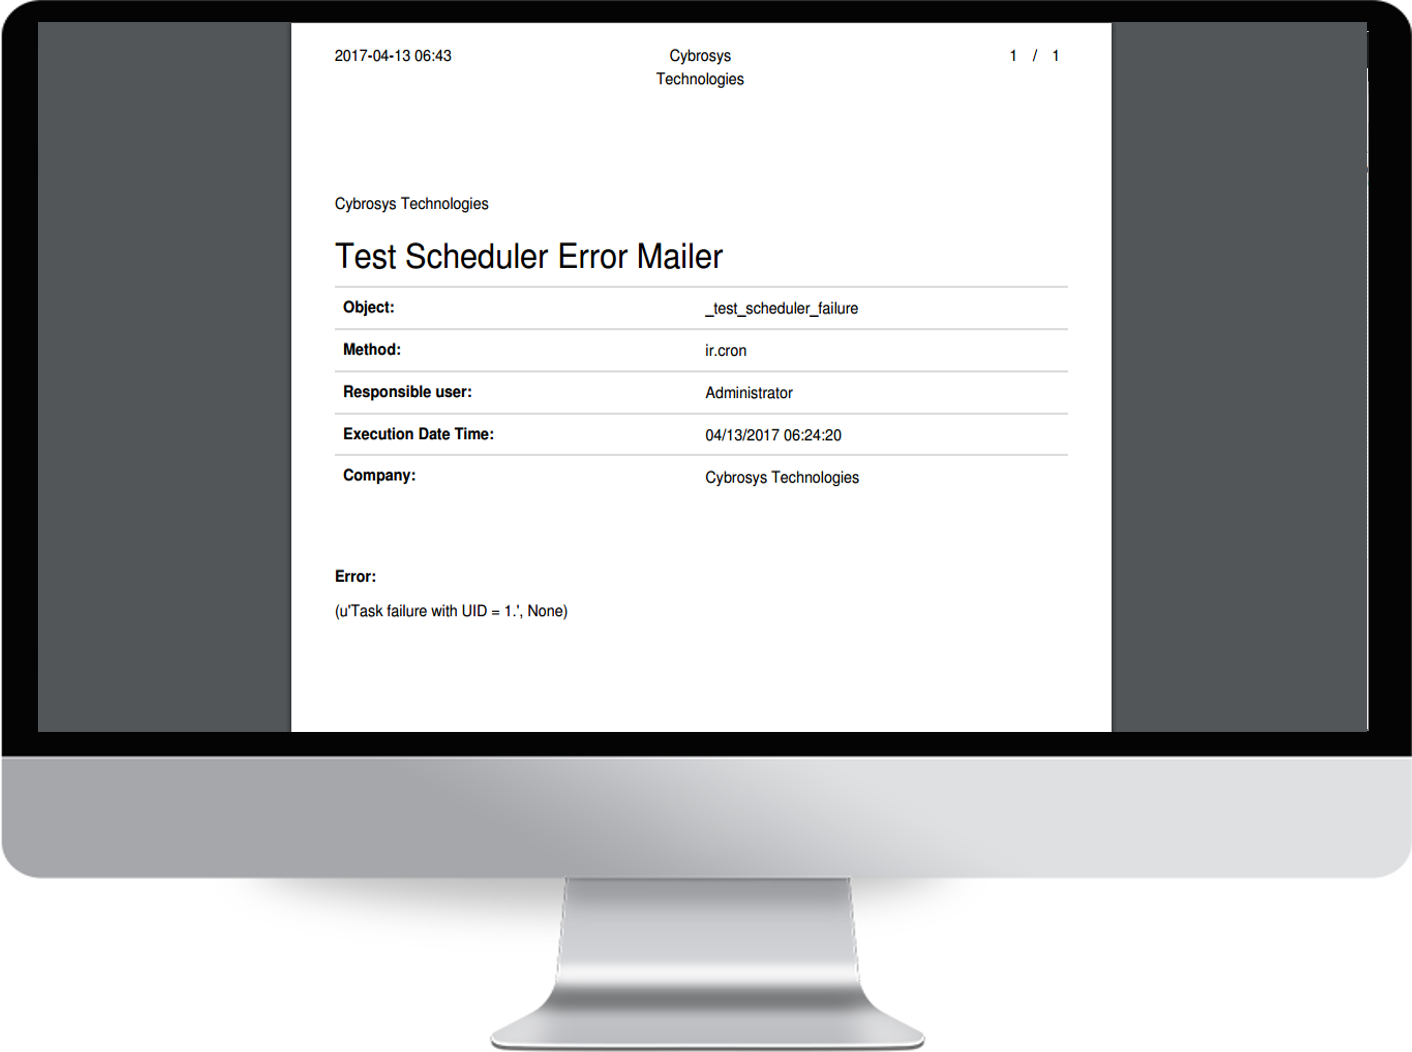 2017-04-13 06:43 Cybrosys 1 / 1
Technologies
Cybrosys Technologies
Test Scheduler Error Mailer
Object: _test_scheduler_failure
Method: ir.cron
Responsible user: Administrator
Execution Date Time: 04/13/2017 06:24:20
Company: Cybrosys Technologies
Error:
(u'Task failure with UID = 1.', None)